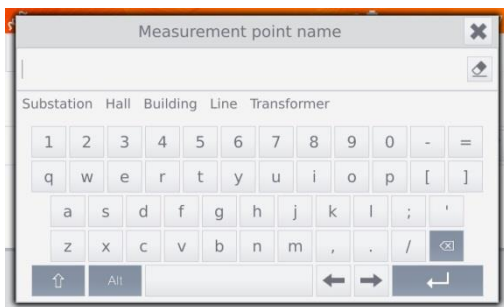 Measurement point name
Substation Hall Building Line Transformer
1 2 3 4 5 6 7 8 9 0 - =
q w e r t y u i o p [ ]
a s d f g h j k l ; '
z x c v b n m , . /
Alt